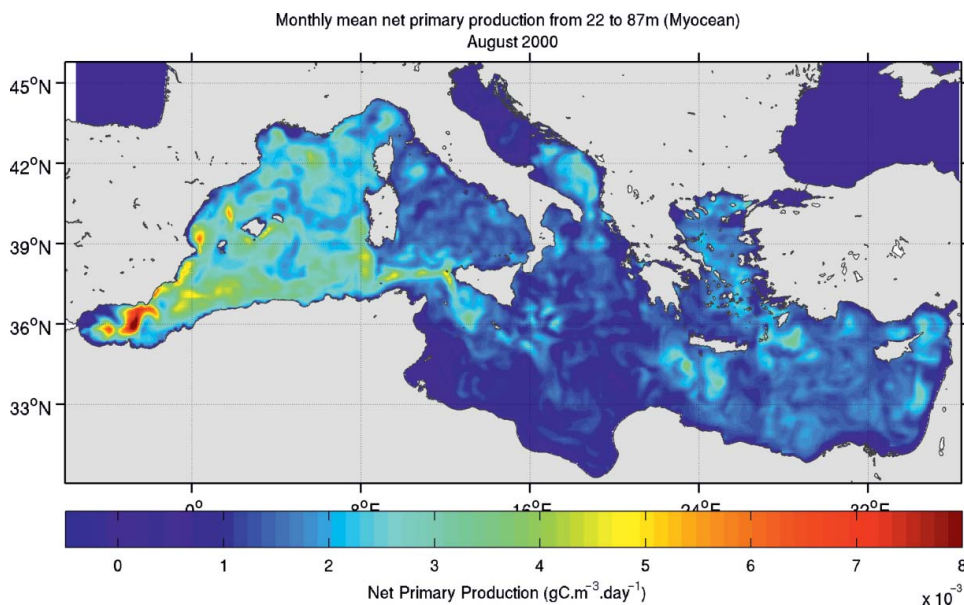 Monthly mean net primary production from 22 to 87m (Myocean)
August 2000
45°N
42°N
39°N
36°N
33°N
0° 8°E 16°E 24°E 32°E
0 1 2 3 4 5 6 7 8
Net Primary Production (gC.m⁻³.day⁻¹)
x 10⁻³